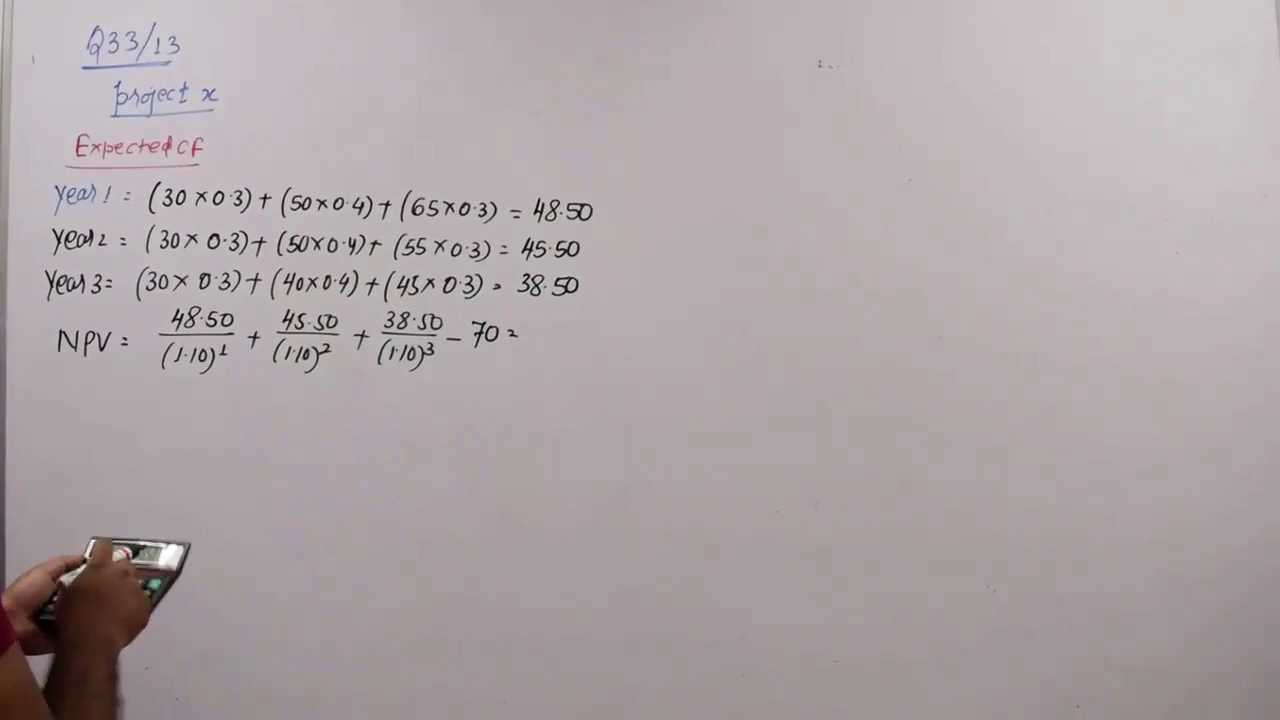 Q33/13
project x
Expected CF
Year 1 = (30 × 0.3) + (50 × 0.4) + (65 × 0.3) = 48.50
Year 2 = (30 × 0.3) + (50 × 0.4) + (55 × 0.3) = 45.50
Year 3 = (30 × 0.3) + (40 × 0.4) + (45 × 0.3) = 38.50
NPV = 48.50/(1.10)^1 + 45.50/(1.10)^2 + 38.50/(1.10)^3 - 70 =